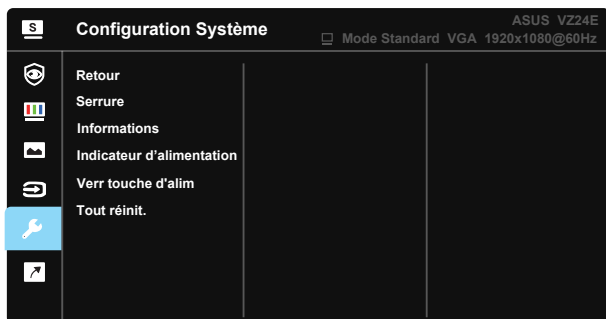 S
Configuration Système
ASUS VZ24E
Mode Standard VGA 1920x1080@60Hz
Retour
Serrure
Informations
Indicateur d’alimentation
Verr touche d'alim
Tout réinit.